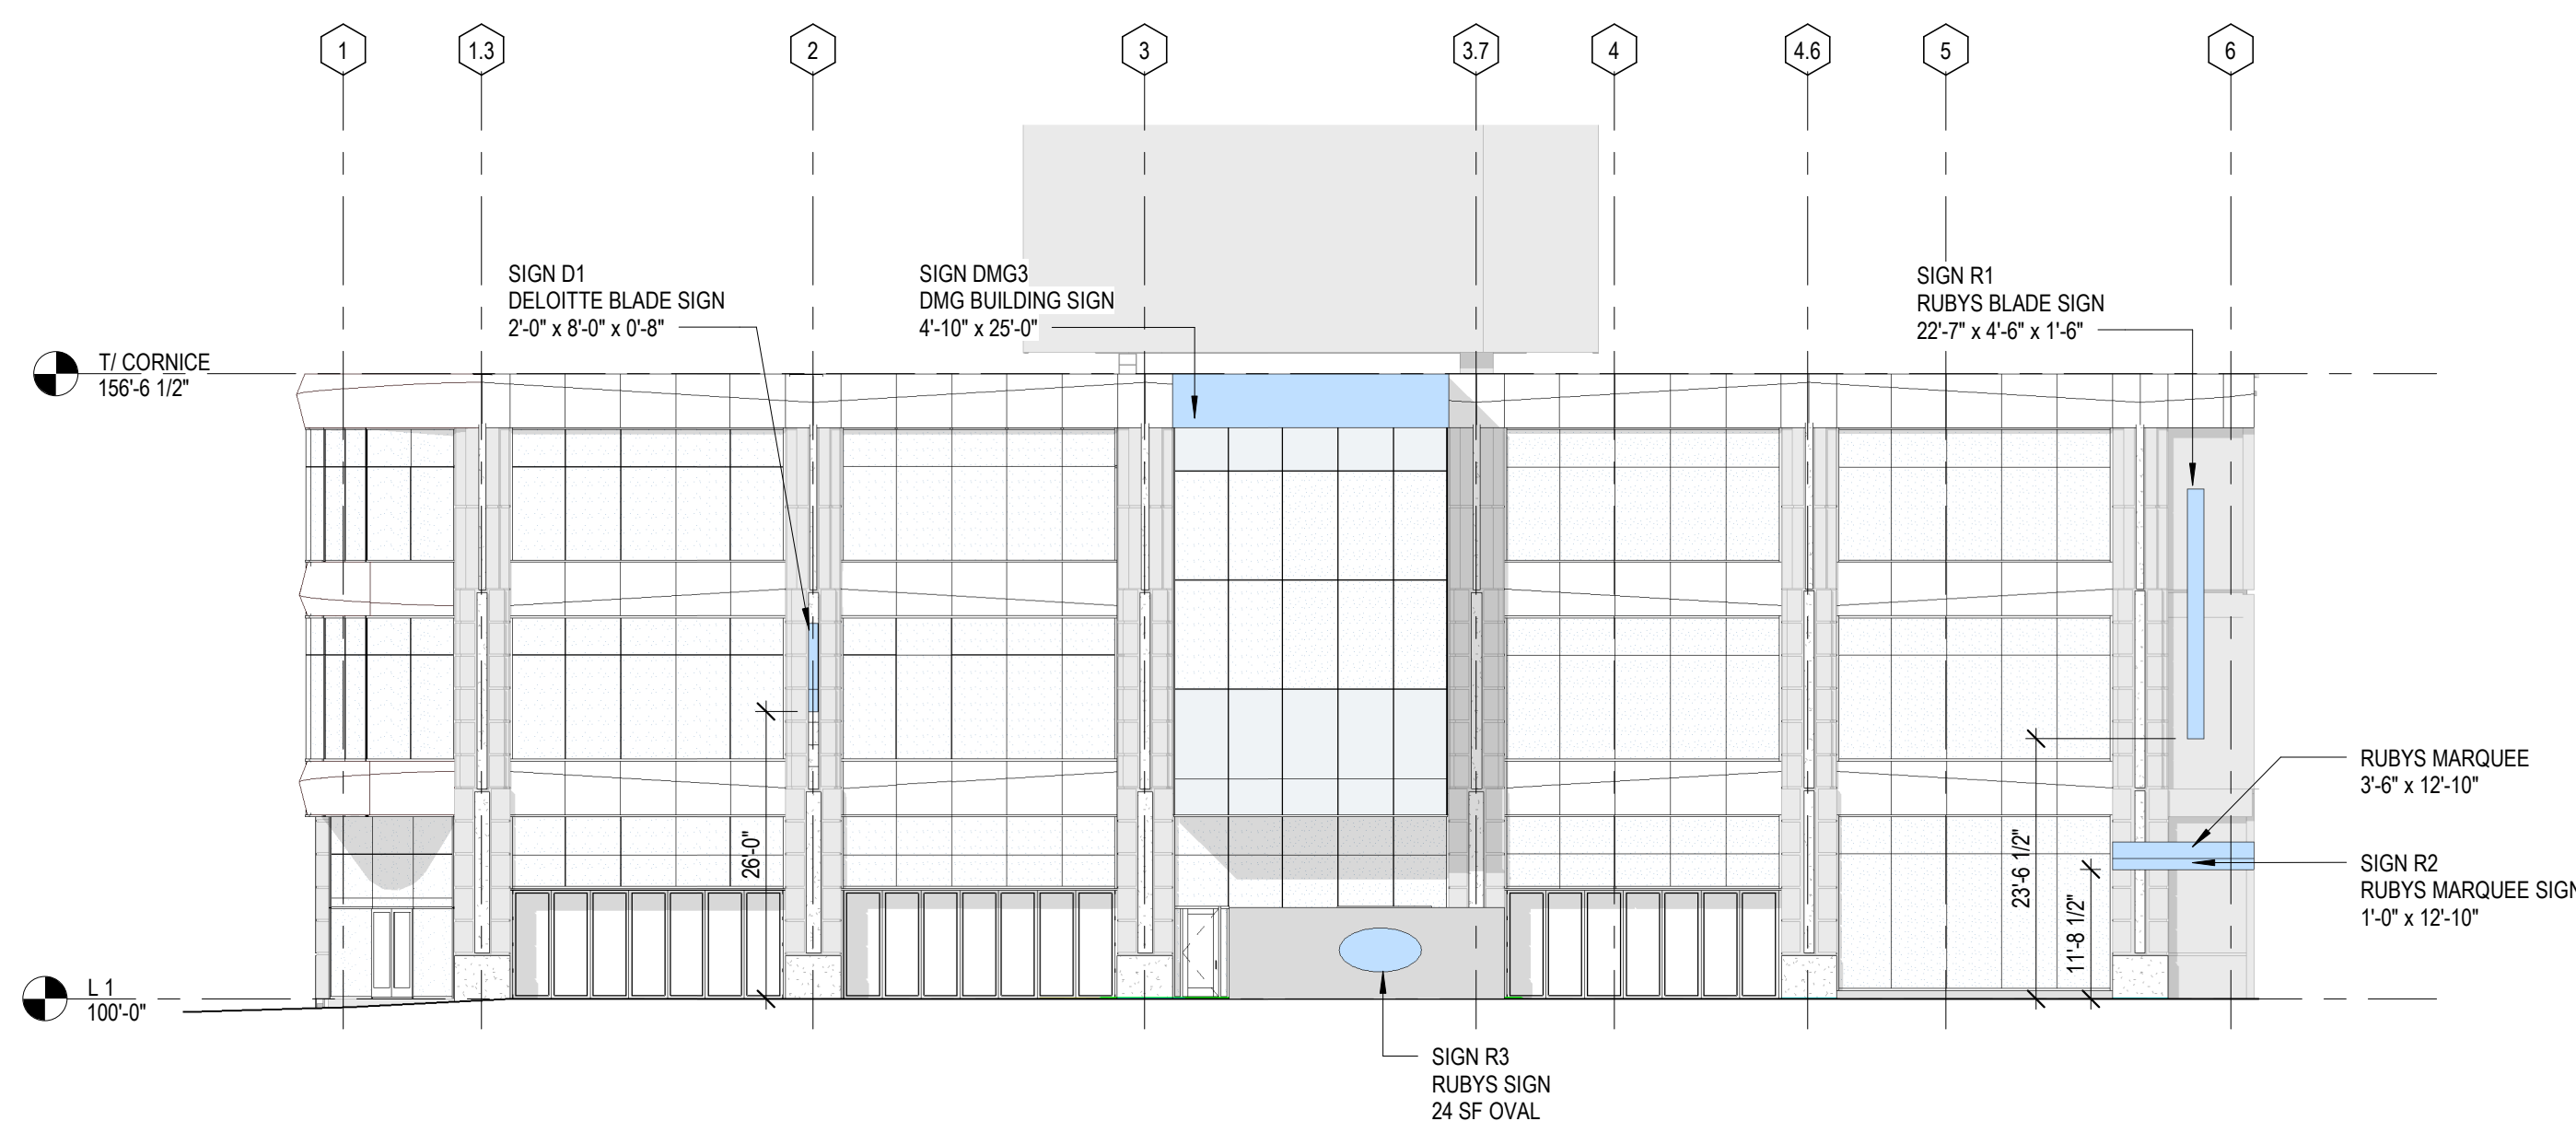 1
1.3
2
3
3.7
4
4.6
5
6
SIGN D1
DELOITTE BLADE SIGN
2'-0" x 8'-0" x 0'-8"
SIGN DMG3
DMG BUILDING SIGN
4'-10" x 25'-0"
SIGN R1
RUBYS BLADE SIGN
22'-7" x 4'-6" x 1'-6"
T/ CORNICE
156'-6 1/2"
RUBYS MARQUEE
3'-6" x 12'-10"
26'-0"
23'-6 1/2"
11'-8 1/2"
SIGN R2
RUBYS MARQUEE SIGN
1'-0" x 12'-10"
L 1
100'-0"
SIGN R3
RUBYS SIGN
24 SF OVAL